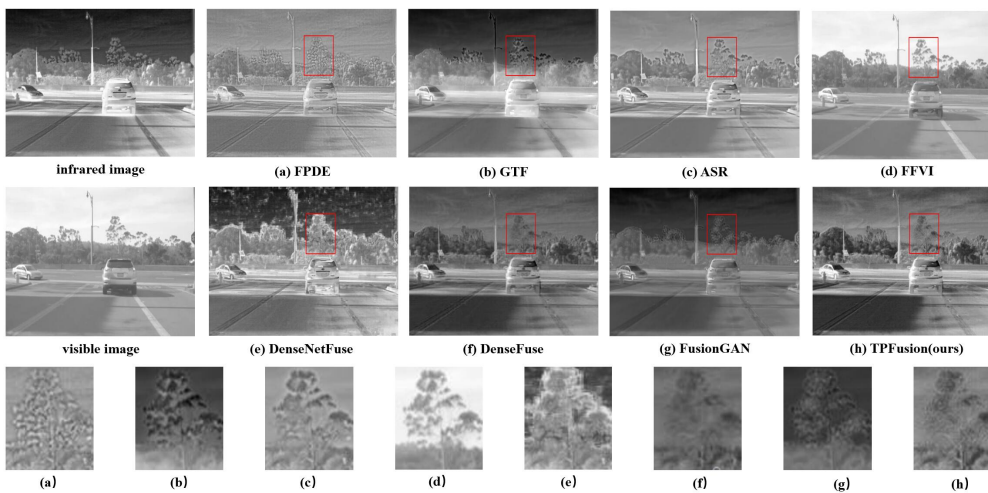 infrared image (a) FPDE (b) GTF (c) ASR (d) FFVI
visible image (e) DenseNetFuse (f) DenseFuse (g) FusionGAN (h) TPFusion(ours)
(a) (b) (c) (d) (e) (f) (g) (h)